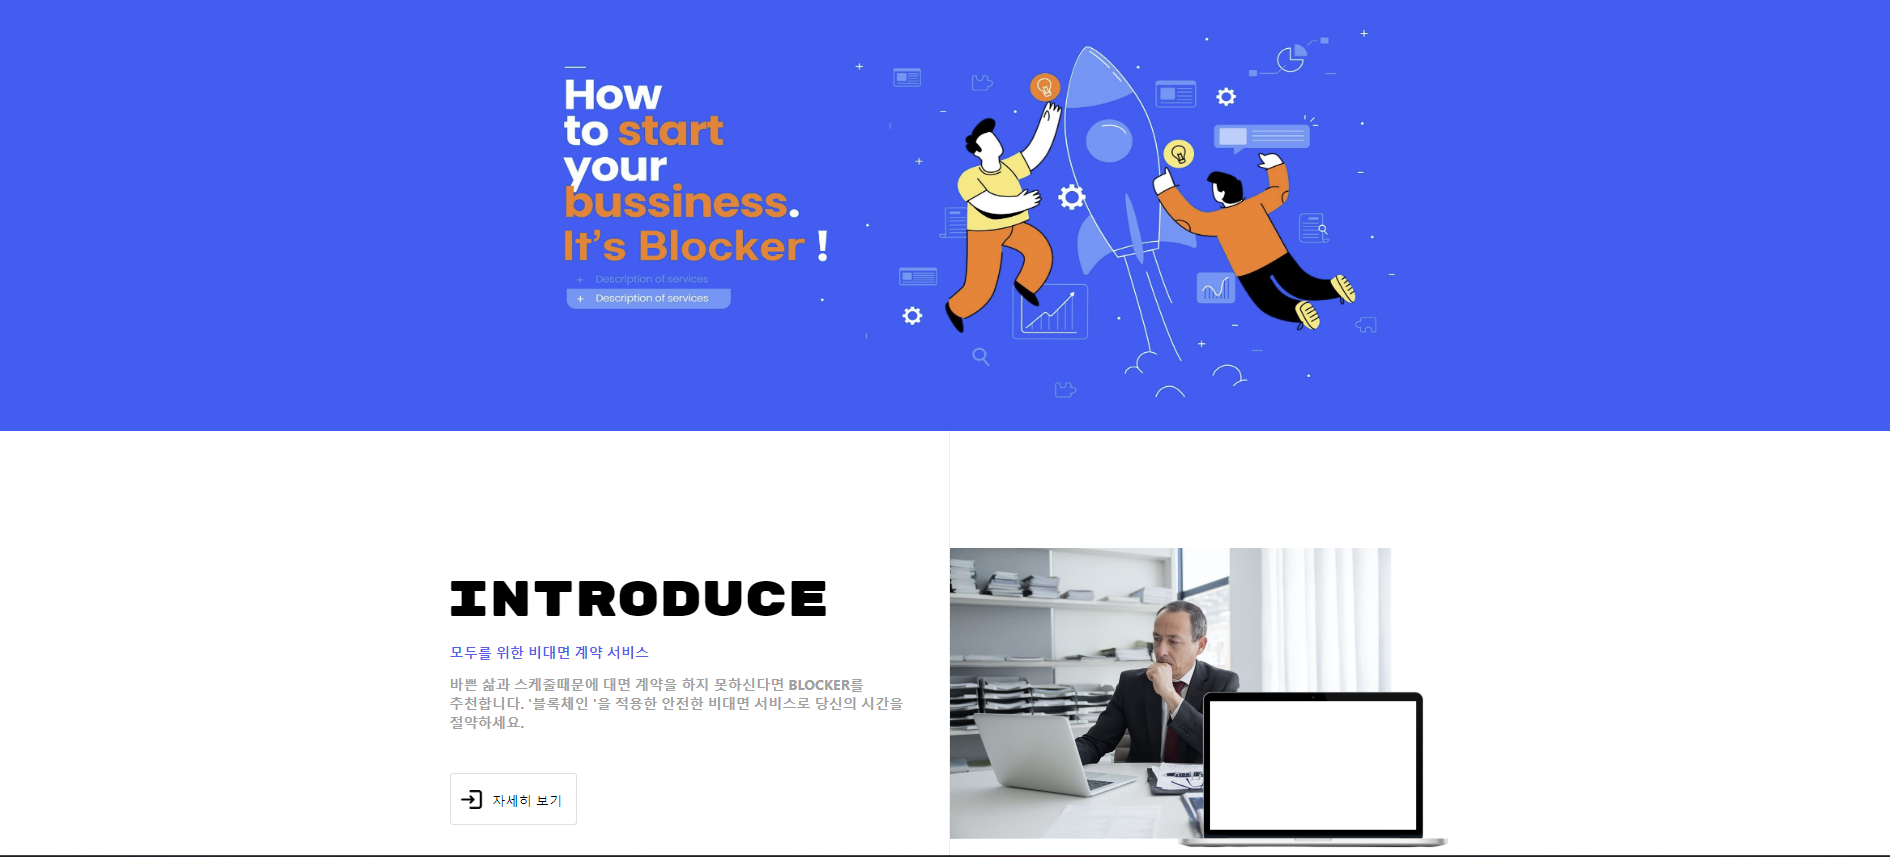 How
to start
your
bussiness.
It's Blocker !
+ Description of services
+ Description of services
INTRODUCE
모두를 위한 비대면 계약 서비스
바쁜 삶과 스케줄때문에 대면 계약을 하지 못하신다면 BLOCKER를
추천합니다. '블록체인 '을 적용한 안전한 비대면 서비스로 당신의 시간을
절약하세요.
자세히 보기